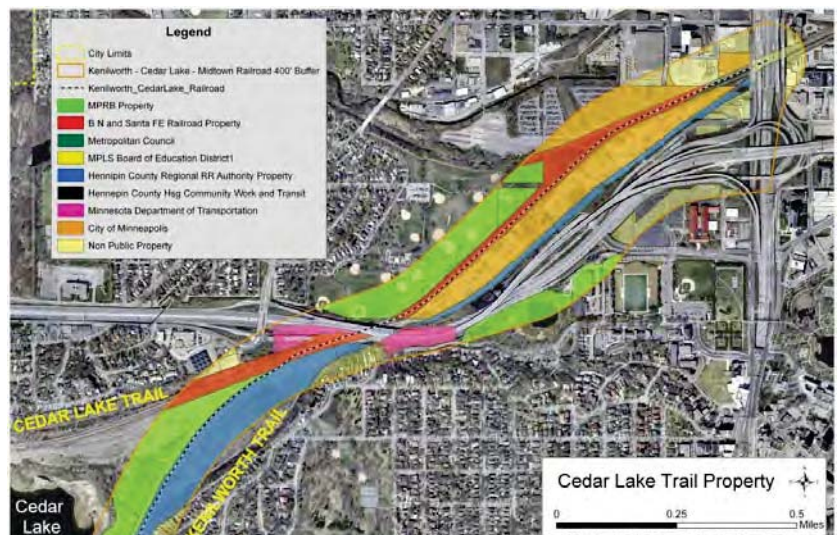 Legend
City Limits
Kenilworth - Cedar Lake - Midtown Railroad 400' Buffer
Kenilworth_CedarLake_Railroad
MPRB Property
B N and Santa FE Railroad Property
Metropolitan Council
MPLS Board of Education District1
Hennipin County Regional RR Authority Property
Hennepin County Hsg Community Work and Transit
Minnesota Department of Transportation
City of Minneapolis
Non Public Property
CEDAR LAKE TRAIL
KENILWORTH TRAIL
Cedar
Lake
Cedar Lake Trail Property
0 0.25 0.5
Miles